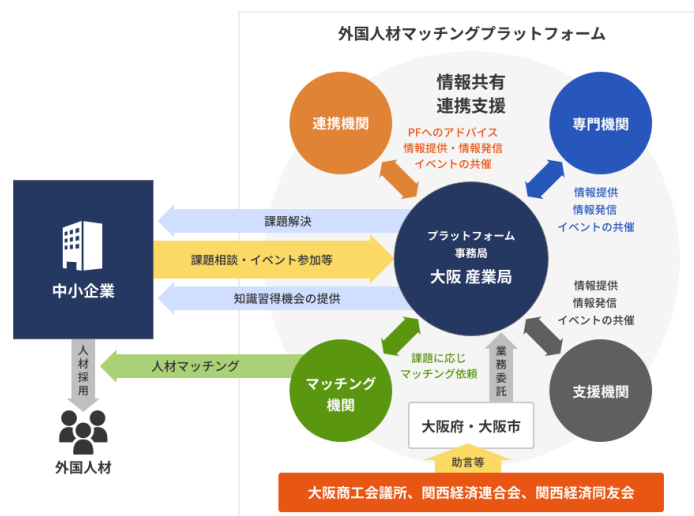 外国人材マッチングプラットフォーム
情報共有
連携支援
連携機関
専門機関
PFへのアドバイス
情報提供・情報発信
イベントの共催
情報提供
情報発信
イベントの共催
中小企業
課題解決
課題相談・イベント参加等
知識習得機会の提供
プラットフォーム
事務局
大阪 産業局
情報提供
情報発信
イベントの共催
人材採用
人材マッチング
マッチング
機関
課題に応じ
マッチング依頼
業務委託
支援機関
外国人材
大阪府・大阪市
助言等
大阪商工会議所、関西経済連合会、関西経済同友会